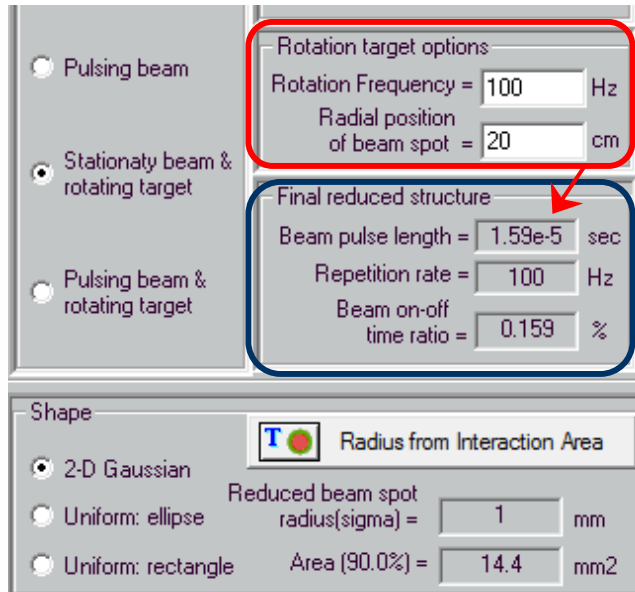 Pulsing beam
Stationaty beam &
rotating target
Pulsing beam &
rotating target
Rotation target options
Rotation Frequency = 100 Hz
Radial position
of beam spot = 20 cm
Final reduced structure
Beam pulse length = 1.59e-5 sec
Repetition rate = 100 Hz
Beam on-off
time ratio = 0.159 %
Shape
2-D Gaussian
Uniform: ellipse
Uniform: rectangle
T Radius from Interaction Area
Reduced beam spot
radius(sigma) = 1 mm
Area (90.0%) = 14.4 mm2